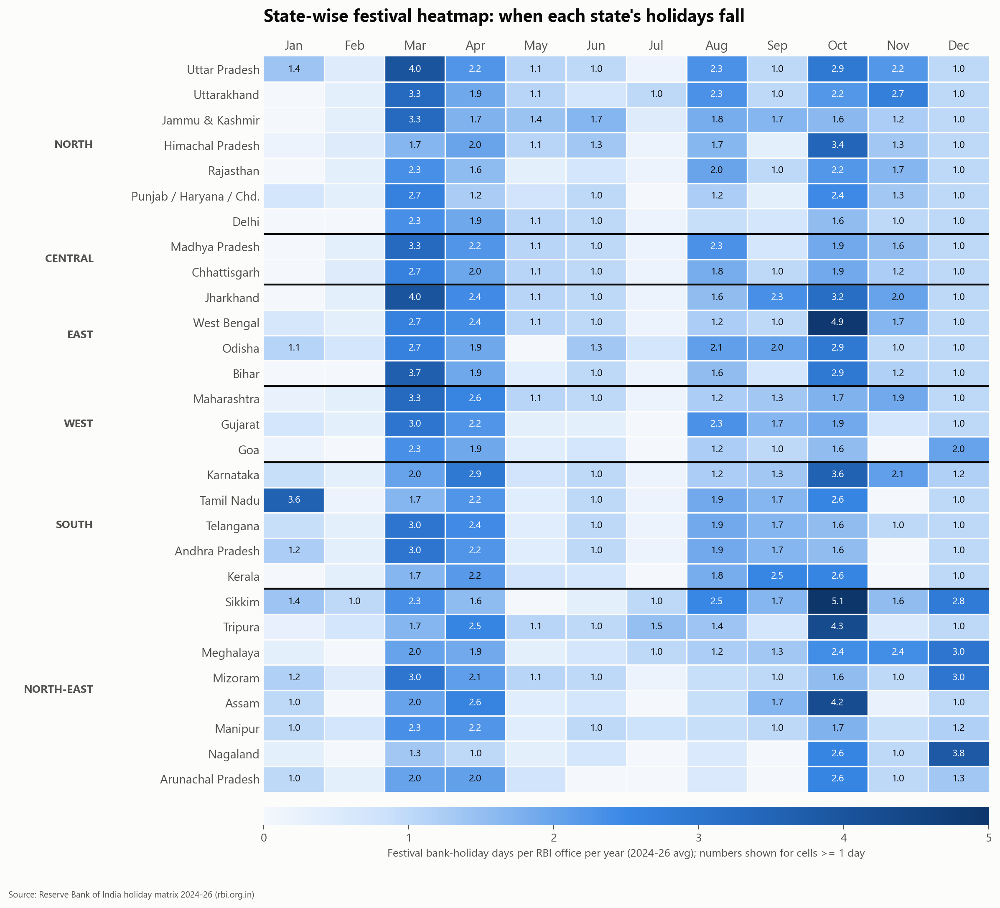 State-wise festival heatmap: when each state's holidays fall
Jan Feb Mar Apr May Jun Jul Aug Sep Oct Nov Dec
Uttar Pradesh 1.4 4.0 2.2 1.1 1.0 2.3 1.0 2.9 2.2 1.0
Uttarakhand 3.3 1.9 1.1 1.0 2.3 1.0 2.2 2.7 1.0
Jammu & Kashmir 3.3 1.7 1.4 1.7 1.8 1.7 1.6 1.2 1.0
NORTH
Himachal Pradesh 1.7 2.0 1.1 1.3 1.7 3.4 1.3 1.0
Rajasthan 2.3 1.6 2.0 1.0 2.2 1.7 1.0
Punjab / Haryana / Chd. 2.7 1.2 1.0 1.2 2.4 1.3 1.0
Delhi 2.3 1.9 1.1 1.0 1.6 1.0 1.0
Madhya Pradesh 3.3 2.2 1.1 1.0 2.3 1.9 1.6 1.0
CENTRAL
Chhattisgarh 2.7 2.0 1.1 1.0 1.8 1.0 1.9 1.2 1.0
Jharkhand 4.0 2.4 1.1 1.0 1.6 2.3 3.2 2.0 1.0
West Bengal 2.7 2.4 1.1 1.0 1.2 1.0 4.9 1.7 1.0
EAST
Odisha 1.1 2.7 1.9 1.3 2.1 2.0 2.9 1.0 1.0
Bihar 3.7 1.9 1.0 1.6 2.9 1.2 1.0
Maharashtra 3.3 2.6 1.1 1.0 1.2 1.3 1.7 1.9 1.0
WEST
Gujarat 3.0 2.2 2.3 1.7 1.9 1.0
Goa 2.3 1.9 1.2 1.0 1.6 2.0
Karnataka 2.0 2.9 1.0 1.2 1.3 3.6 2.1 1.2
Tamil Nadu 3.6 1.7 2.2 1.0 1.9 1.7 2.6 1.0
SOUTH
Telangana 3.0 2.4 1.0 1.9 1.7 1.6 1.0 1.0
Andhra Pradesh 1.2 3.0 2.2 1.0 1.9 1.7 1.6 1.0
Kerala 1.7 2.2 1.8 2.5 2.6 1.0
Sikkim 1.4 1.0 2.3 1.6 1.0 2.5 1.7 5.1 1.6 2.8
Tripura 1.7 2.5 1.1 1.0 1.5 1.4 4.3 1.0
Meghalaya 2.0 1.9 1.0 1.2 1.3 2.4 2.4 3.0
Mizoram 1.2 3.0 2.1 1.1 1.0 1.0 1.6 1.0 3.0
NORTH-EAST
Assam 1.0 2.0 2.6 1.7 4.2 1.0
Manipur 1.0 2.3 2.2 1.0 1.0 1.7 1.2
Nagaland 1.3 1.0 2.6 1.0 3.8
Arunachal Pradesh 1.0 2.0 2.0 2.6 1.0 1.3
0 1 2 3 4 5
Festival bank-holiday days per RBI office per year (2024-26 avg); numbers shown for cells >= 1 day
Source: Reserve Bank of India holiday matrix 2024-26 (rbi.org.in)